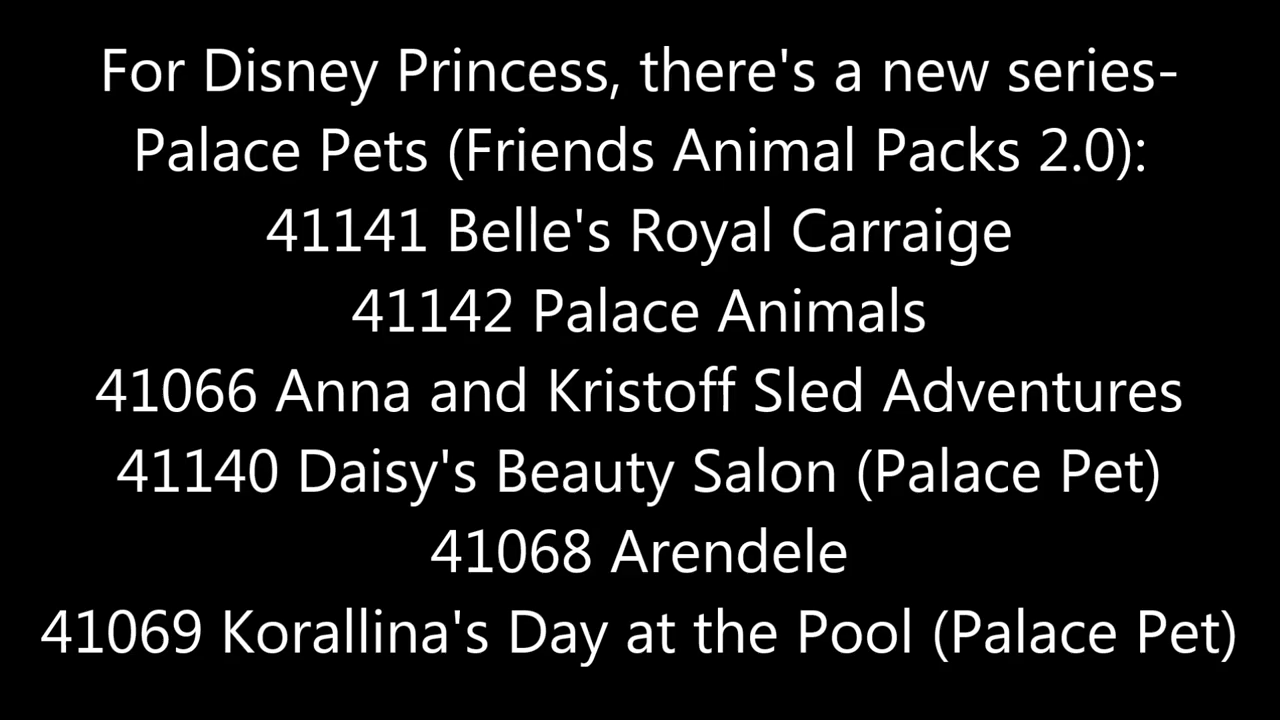 For Disney Princess, there's a new series-
Palace Pets (Friends Animal Packs 2.0):
41141 Belle's Royal Carraige
41142 Palace Animals
41066 Anna and Kristoff Sled Adventures
41140 Daisy's Beauty Salon (Palace Pet)
41068 Arendele
41069 Korallina's Day at the Pool (Palace Pet)